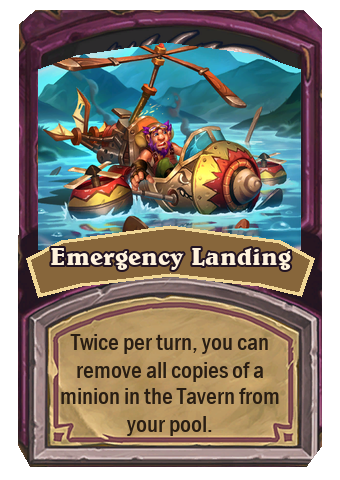 Emergency Landing
Twice per turn, you can
remove all copies of a
minion in the Tavern from
your pool.